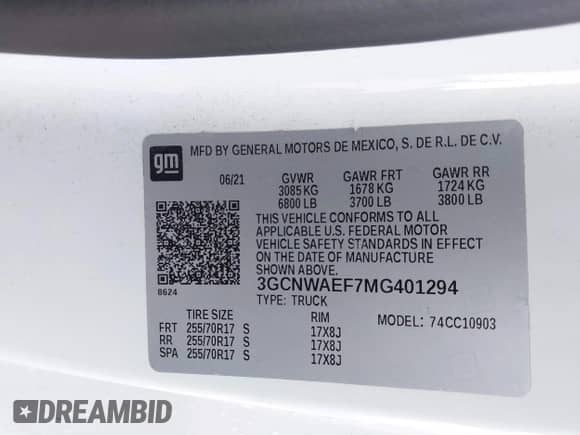 MFD BY GENERAL MOTORS DE MEXICO, S. DE R.L. DE C.V.
gm
06/21 GVWR GAWR FRT GAWR RR
3085 KG 1678 KG 1724 KG
6800 LB 3700 LB 3800 LB
THIS VEHICLE CONFORMS TO ALL
APPLICABLE U.S. FEDERAL MOTOR
VEHICLE SAFETY STANDARDS IN EFFECT
ON THE DATE OF MANUFACTURE
SHOWN ABOVE.
8624
3GCNWAEF7MG401294
TYPE: TRUCK
TIRE SIZE RIM MODEL: 74CC10903
FRT 255/70R17 S 17X8J
RR 255/70R17 S 17X8J
SPA 255/70R17 S 17X8J
DREAMBID